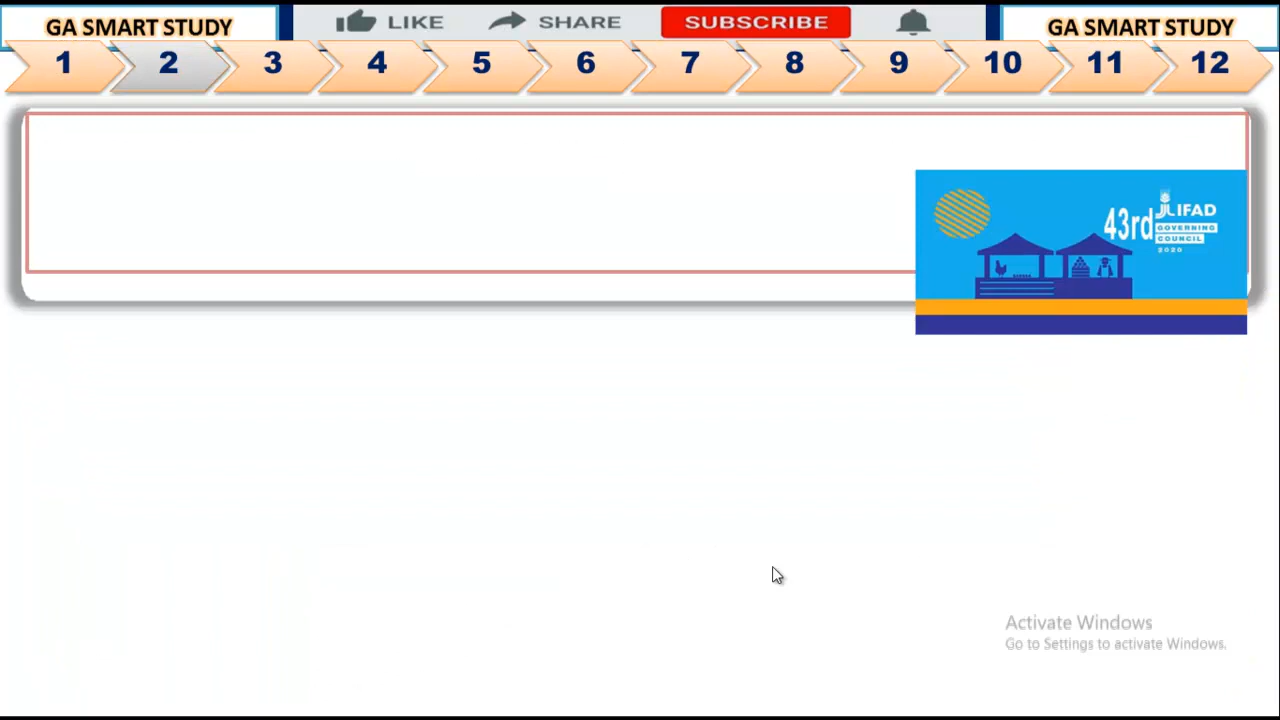 GA SMART STUDY
LIKE
SHARE
SUBSCRIBE
GA SMART STUDY
1 2 3 4 5 6 7 8 9 10 11 12
43rd
IFAD
GOVERNING
COUNCIL
2020
Activate Windows
Go to Settings to activate Windows.